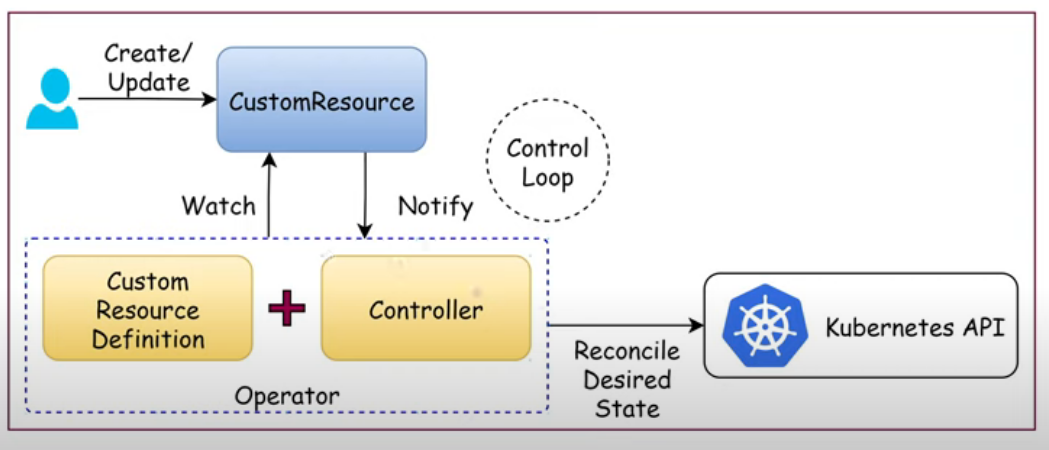 Create/
Update
CustomResource
Control
Loop
Watch
Notify
Custom
Resource
Definition
Controller
Operator
Reconcile
Desired
State
Kubernetes API